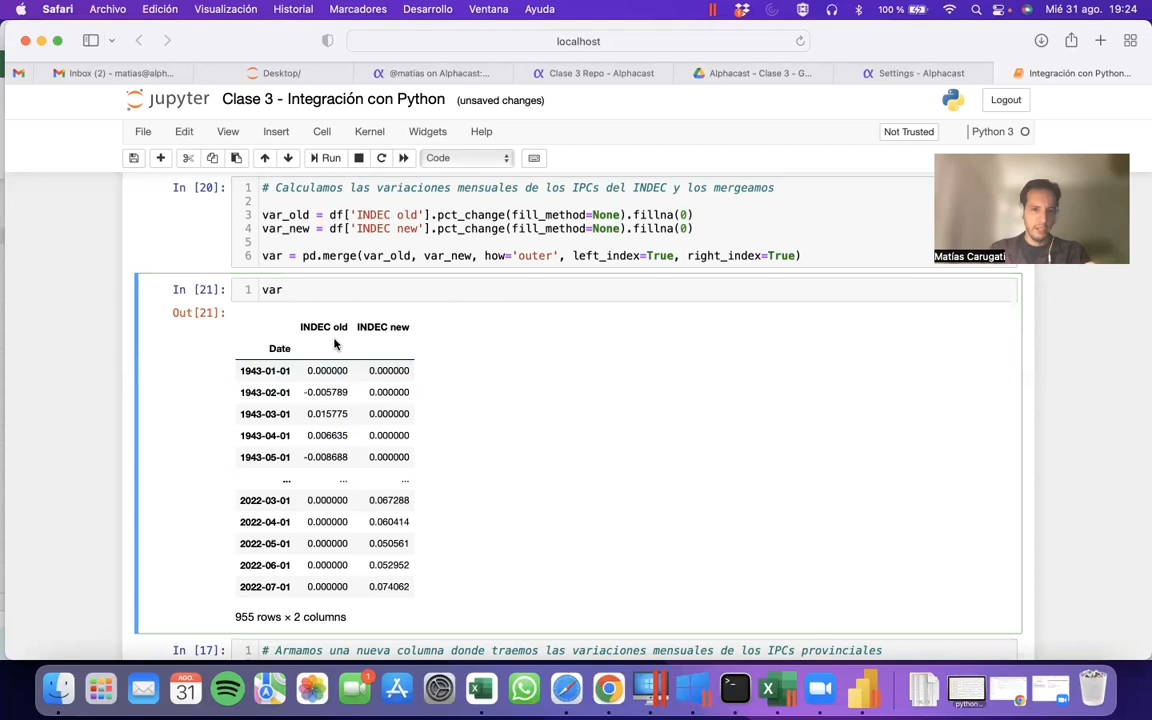 Safari Archivo Edición Visualización Historial Marcadores Desarrollo Ventana Ayuda 100 % Mié 31 ago. 19:24
localhost
Inbox (2) - matias@alph... Desktop/ @matias on Alphacast:... Clase 3 Repo - Alphacast Alphacast - Clase 3 - G... Settings - Alphacast Integración con Python...
jupyter Clase 3 - Integración con Python (unsaved changes) Logout
File Edit View Insert Cell Kernel Widgets Help Not Trusted Python 3
Run Code
In [20]: 1 # Calculamos las variaciones mensuales de los IPCs del INDEC y los mergeamos
2
3 var_old = df['INDEC old'].pct_change(fill_method=None).fillna(0)
4 var_new = df['INDEC new'].pct_change(fill_method=None).fillna(0)
5
6 var = pd.merge(var_old, var_new, how='outer', left_index=True, right_index=True)
Matías Carugati
In [21]: 1 var
Out[21]:
INDEC old INDEC new
Date
1943-01-01 0.000000 0.000000
1943-02-01 -0.005789 0.000000
1943-03-01 0.015775 0.000000
1943-04-01 0.006635 0.000000
1943-05-01 -0.008688 0.000000
... ... ...
2022-03-01 0.000000 0.067288
2022-04-01 0.000000 0.060414
2022-05-01 0.000000 0.050561
2022-06-01 0.000000 0.052952
2022-07-01 0.000000 0.074062
955 rows × 2 columns
In [17]: 1 # Armamos una nueva columna donde traemos las variaciones mensuales de los IPCs provinciales
AGO.
31
1
python...